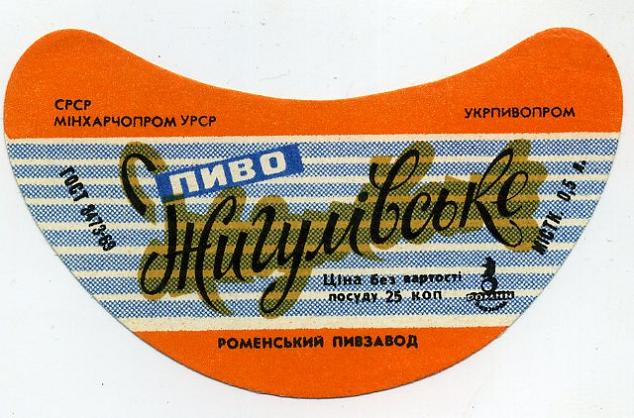 СРСР
МІНХАРЧОПРОМ УРСР
УКРПИВОПРОМ
ГОСТ 3473-69
ПИВО
Жигулівське
МІСТК. 0,5 л.
Ціна без вартості
посуду 25 коп
РОМЕНСЬКИЙ ПИВЗАВОД